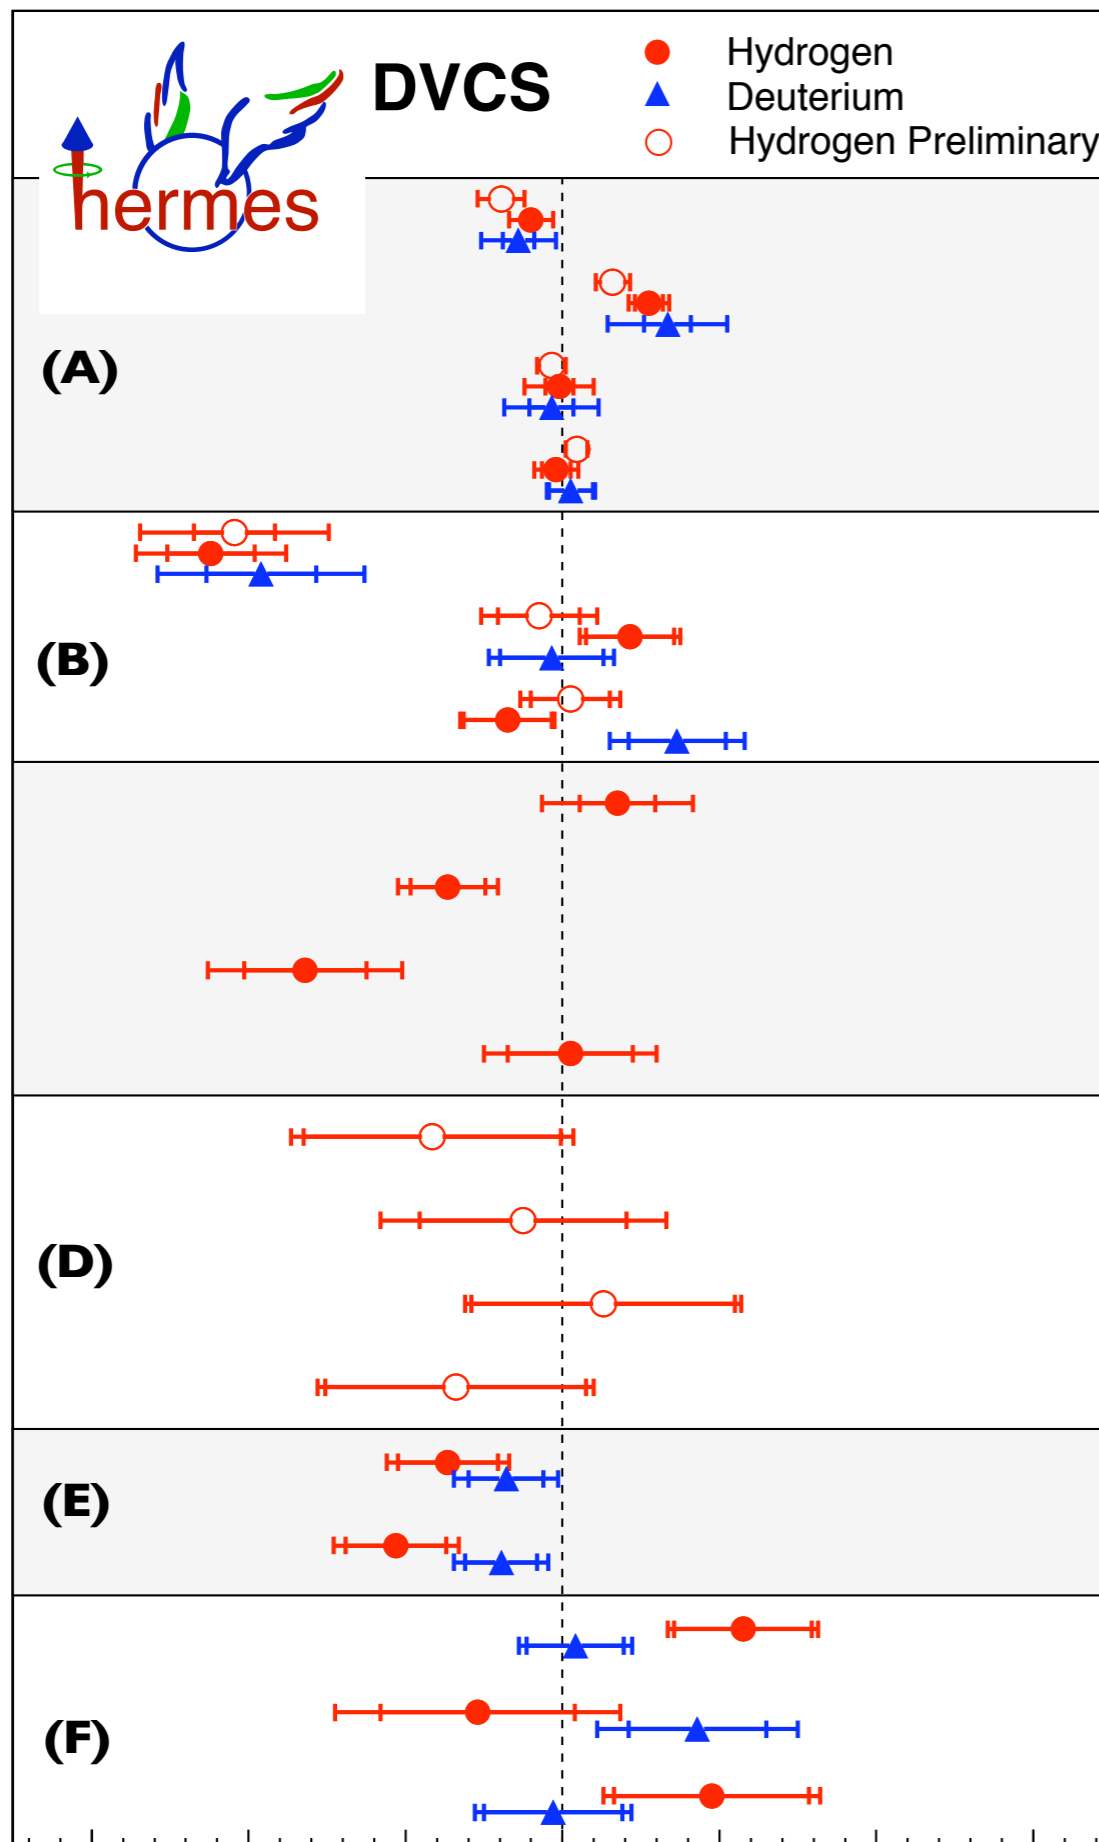 DVCS
Hydrogen
Deuterium
Hydrogen Preliminary
hermes
(A)
(B)
(D)
(E)
(F)